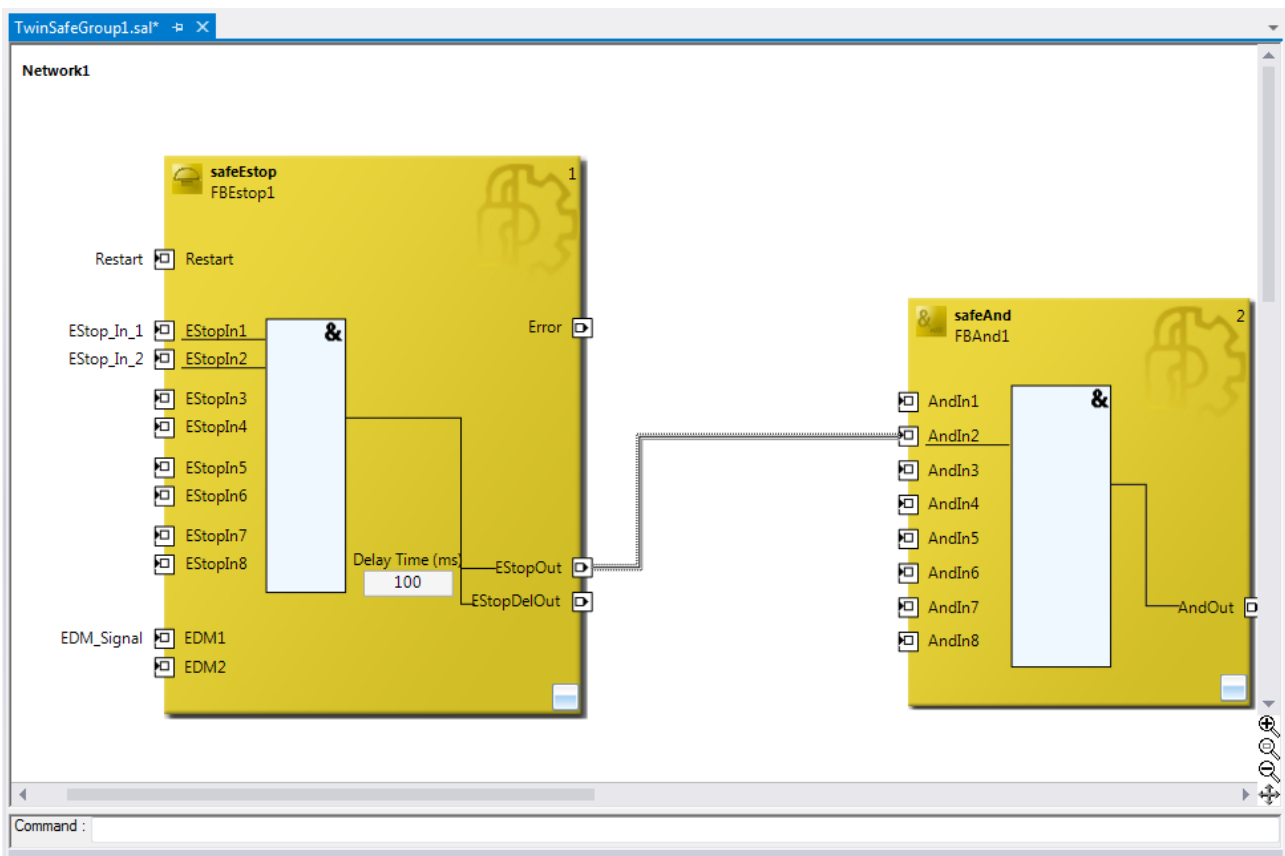 TwinSafeGroup1.sal*
Network1
safeEstop
FBEstop1
1
Restart Restart
EStop_In_1 EStopIn1
EStop_In_2 EStopIn2
EStopIn3
EStopIn4
EStopIn5
EStopIn6
EStopIn7
EStopIn8
&
Error
Delay Time (ms)
100
EStopOut
EStopDelOut
EDM_Signal EDM1
EDM2
&
safeAnd
FBAnd1
2
AndIn1
AndIn2
AndIn3
AndIn4
AndIn5
AndIn6
AndIn7
AndIn8
&
AndOut
Command :